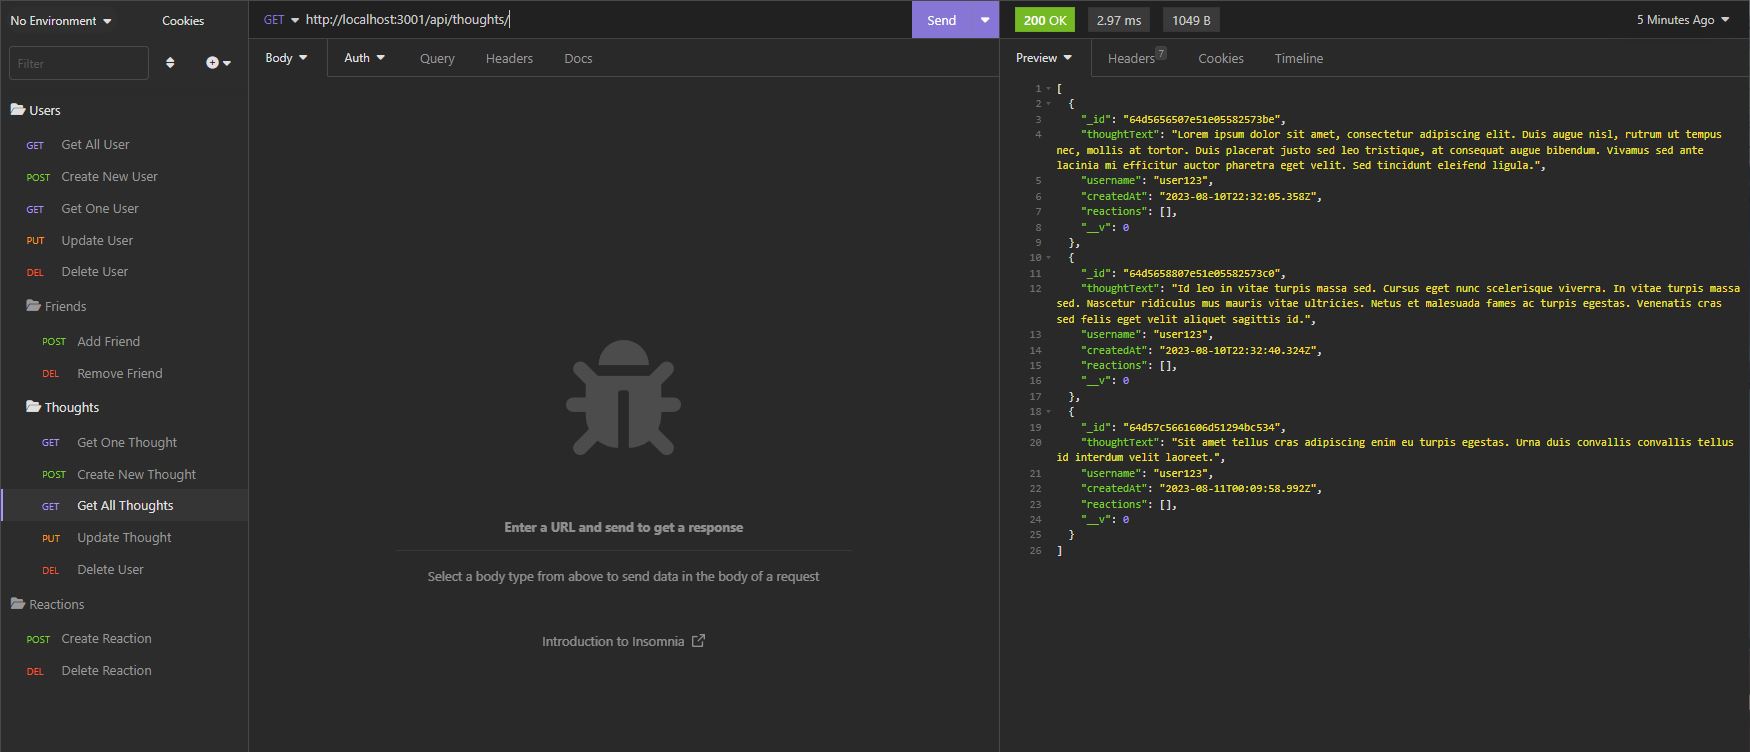 No Environment
Cookies
Filter
Users
GET Get All User
POST Create New User
GET Get One User
PUT Update User
DEL Delete User
Friends
POST Add Friend
DEL Remove Friend
Thoughts
GET Get One Thought
POST Create New Thought
GET Get All Thoughts
PUT Update Thought
DEL Delete User
Reactions
POST Create Reaction
DEL Delete Reaction
GET http://localhost:3001/api/thoughts/
Send
Body Auth Query Headers Docs
Enter a URL and send to get a response
Select a body type from above to send data in the body of a request
Introduction to Insomnia
200 OK 2.97 ms 1049 B 5 Minutes Ago
Preview Headers 7 Cookies Timeline
1 [
2 {
3 "_id": "64d5656507e51e05582573be",
4 "thoughtText": "Lorem ipsum dolor sit amet, consectetur adipiscing elit. Duis augue nisl, rutrum ut tempus
nec, mollis at tortor. Duis placerat justo sed leo tristique, at consequat augue bibendum. Vivamus sed ante
lacinia mi efficitur auctor pharetra eget velit. Sed tincidunt eleifend ligula.",
5 "username": "user123",
6 "createdAt": "2023-08-10T22:32:05.358Z",
7 "reactions": [],
8 "__v": 0
9 },
10 {
11 "_id": "64d5658807e51e05582573c0",
12 "thoughtText": "Id leo in vitae turpis massa sed. Cursus eget nunc scelerisque viverra. In vitae turpis massa
sed. Nascetur ridiculus mus mauris vitae ultricies. Netus et malesuada fames ac turpis egestas. Venenatis cras
sed felis eget velit aliquet sagittis id.",
13 "username": "user123",
14 "createdAt": "2023-08-10T22:32:40.324Z",
15 "reactions": [],
16 "__v": 0
17 },
18 {
19 "_id": "64d57c5661606d51294bc534",
20 "thoughtText": "Sit amet tellus cras adipiscing enim eu turpis egestas. Urna duis convallis convallis tellus
id interdum velit laoreet.",
21 "username": "user123",
22 "createdAt": "2023-08-11T00:09:58.992Z",
23 "reactions": [],
24 "__v": 0
25 }
26 ]